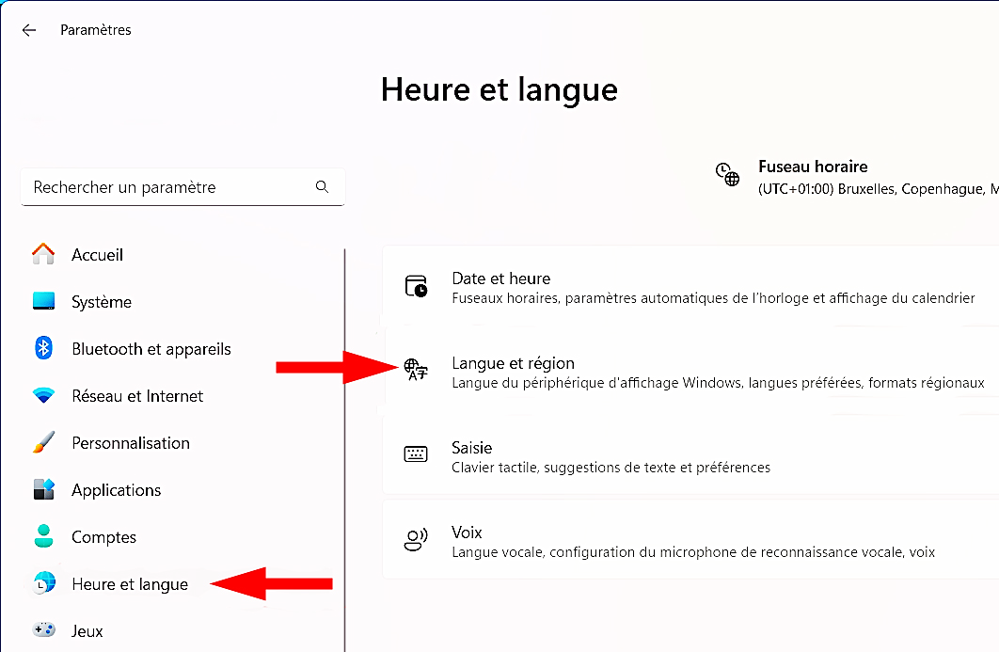 Paramètres
Heure et langue
Rechercher un paramètre
Fuseau horaire
(UTC+01:00) Bruxelles, Copenhague, M
Accueil
Système
Bluetooth et appareils
Réseau et Internet
Personnalisation
Applications
Comptes
Heure et langue
Jeux
Date et heure
Fuseaux horaires, paramètres automatiques de l'horloge et affichage du calendrier
Langue et région
Langue du périphérique d'affichage Windows, langues préférées, formats régionaux
Saisie
Clavier tactile, suggestions de texte et préférences
Voix
Langue vocale, configuration du microphone de reconnaissance vocale, voix